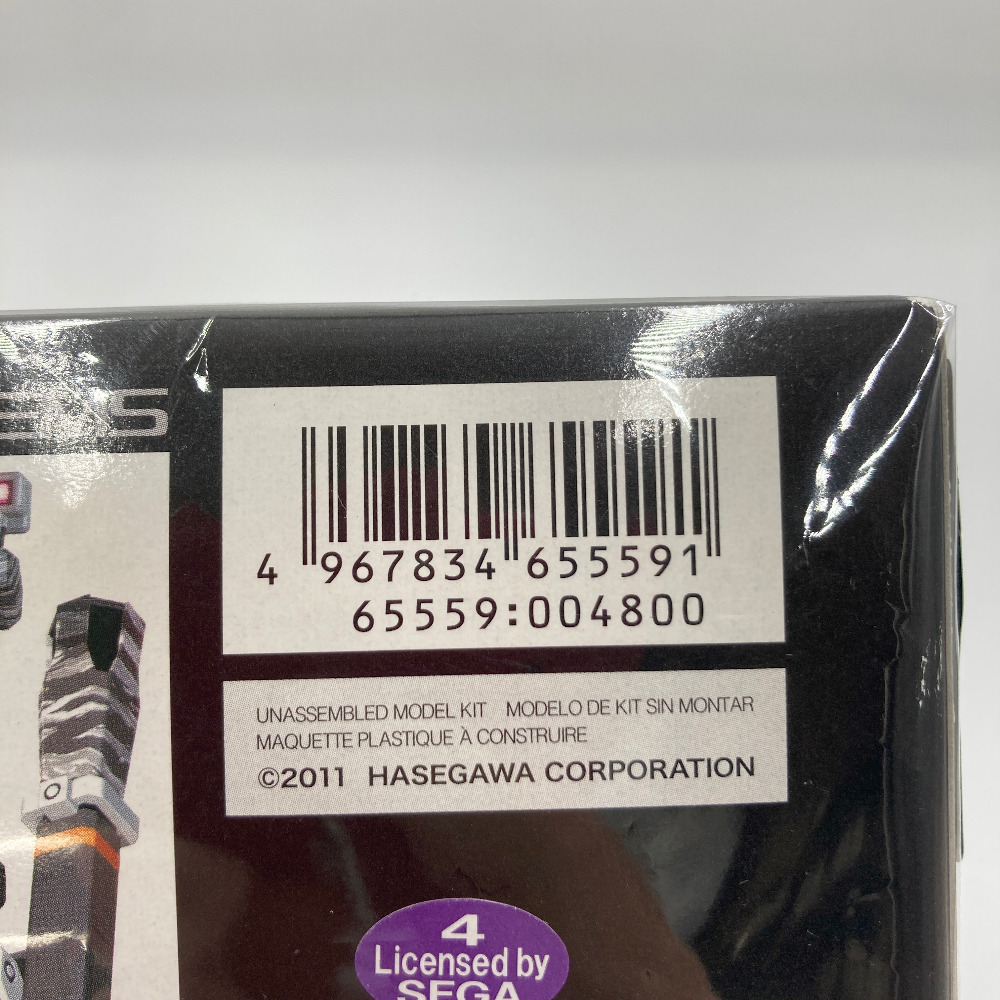 4 967834 655591
65559:004800
UNASSEMBLED MODEL KIT MODELO DE KIT SIN MONTAR
MAQUETTE PLASTIQUE À CONSTRUIRE
©2011 HASEGAWA CORPORATION
4
Licensed by
SEGA